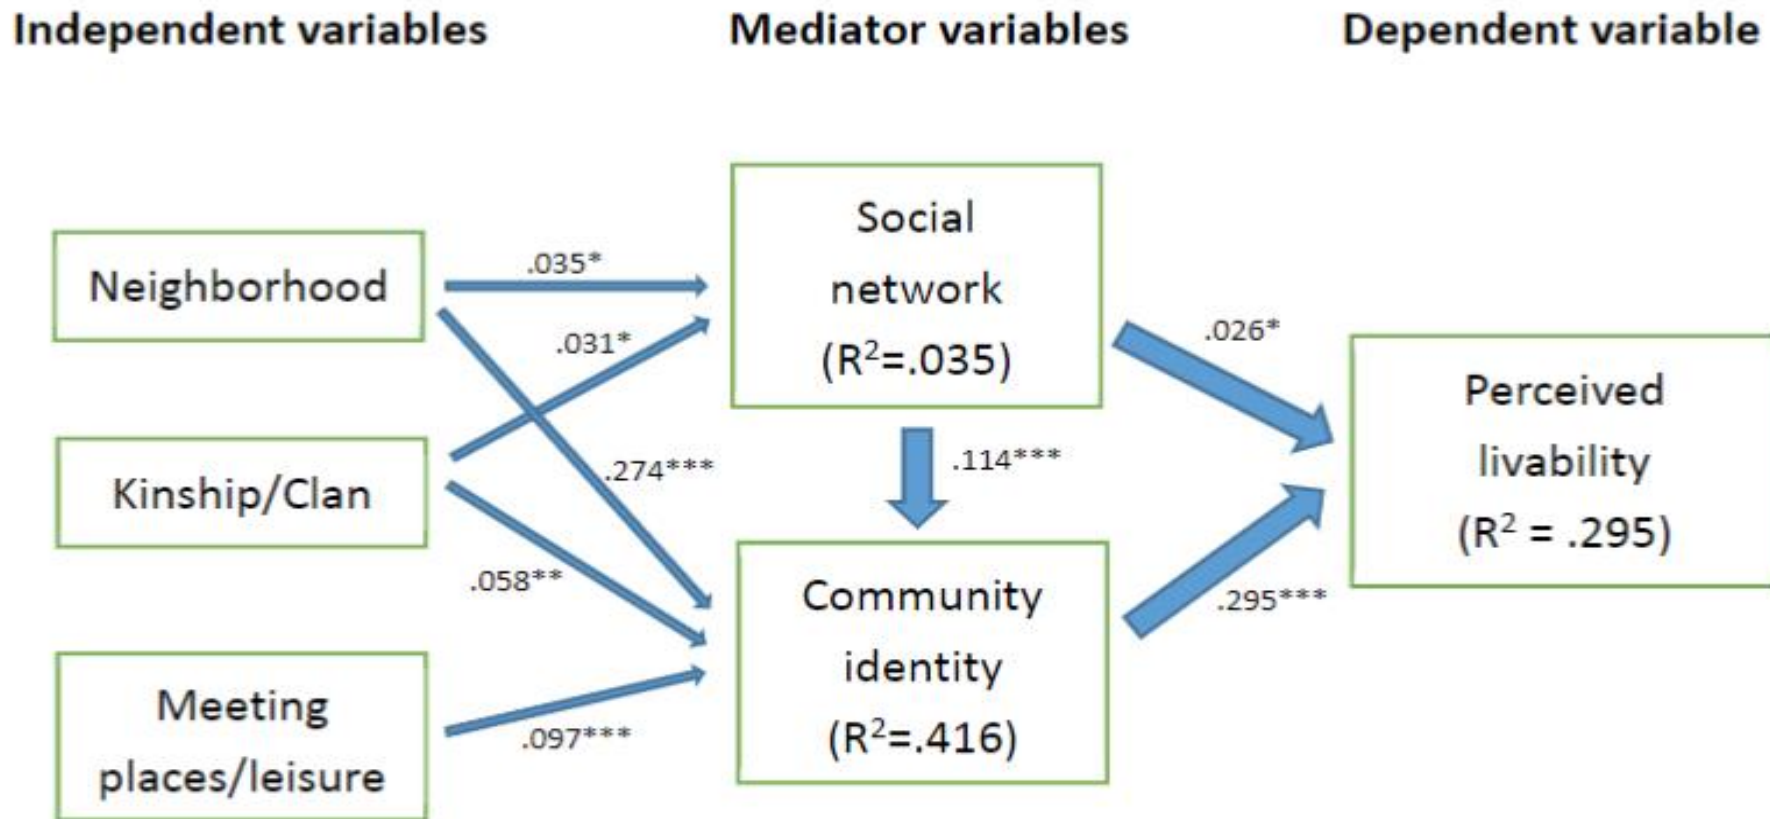 Independent variables
Mediator variables
Dependent variable
Neighborhood
Kinship/Clan
Meeting
places/leisure
.035*
.031*
.274***
.058**
.097***
Social
network
(R²=.035)
.114***
Community
identity
(R²=.416)
.026*
.295***
Perceived
livability
(R² = .295)